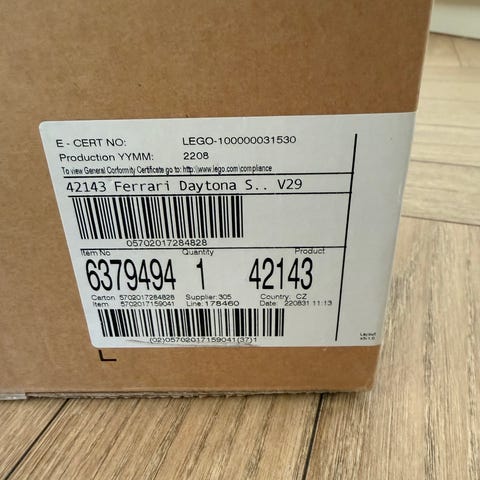 E - CERT NO: LEGO-100000031530
Production YYMM: 2208
To view General Conformity Certificate go to: http://www.lego.com/compliance
42143 Ferrari Daytona S.. V29
05702017284828
Item No Quantity Product
6379494 1 42143
Carton 5702017284828 Supplier: 305 Country: CZ
Item 5702017159041 Line: 178460 Date: 220831 11:13
(02)05702017159041(37)1
Layout